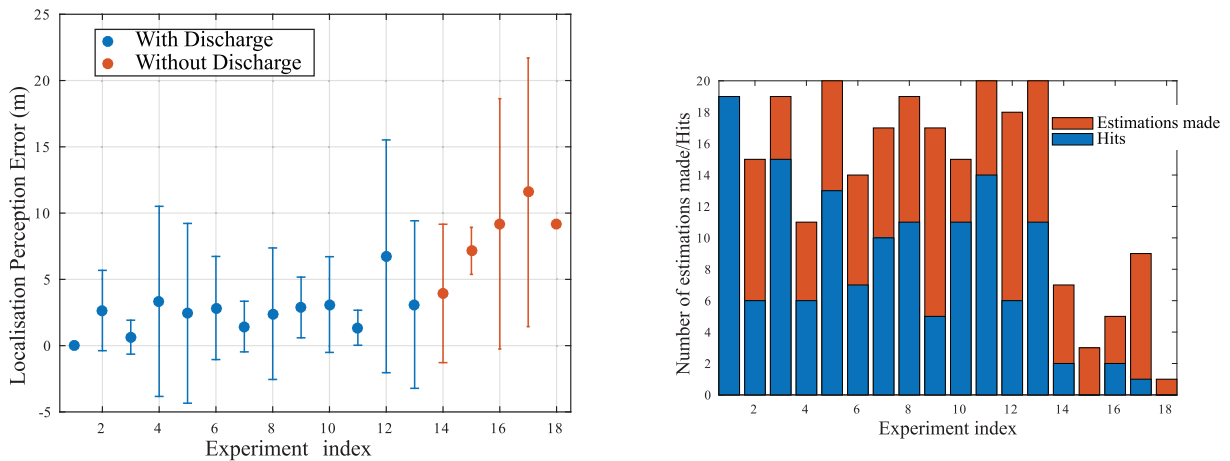 25
With Discharge
Without Discharge
20
15
10
5
0
-5
Localisation Perception Error (m)
2 4 6 8 10 12 14 16 18
Experiment index
20
18
16
14
12
10
8
6
4
2
0
Number of estimations made/Hits
Estimations made
Hits
2 4 6 8 10 12 14 16 18
Experiment index